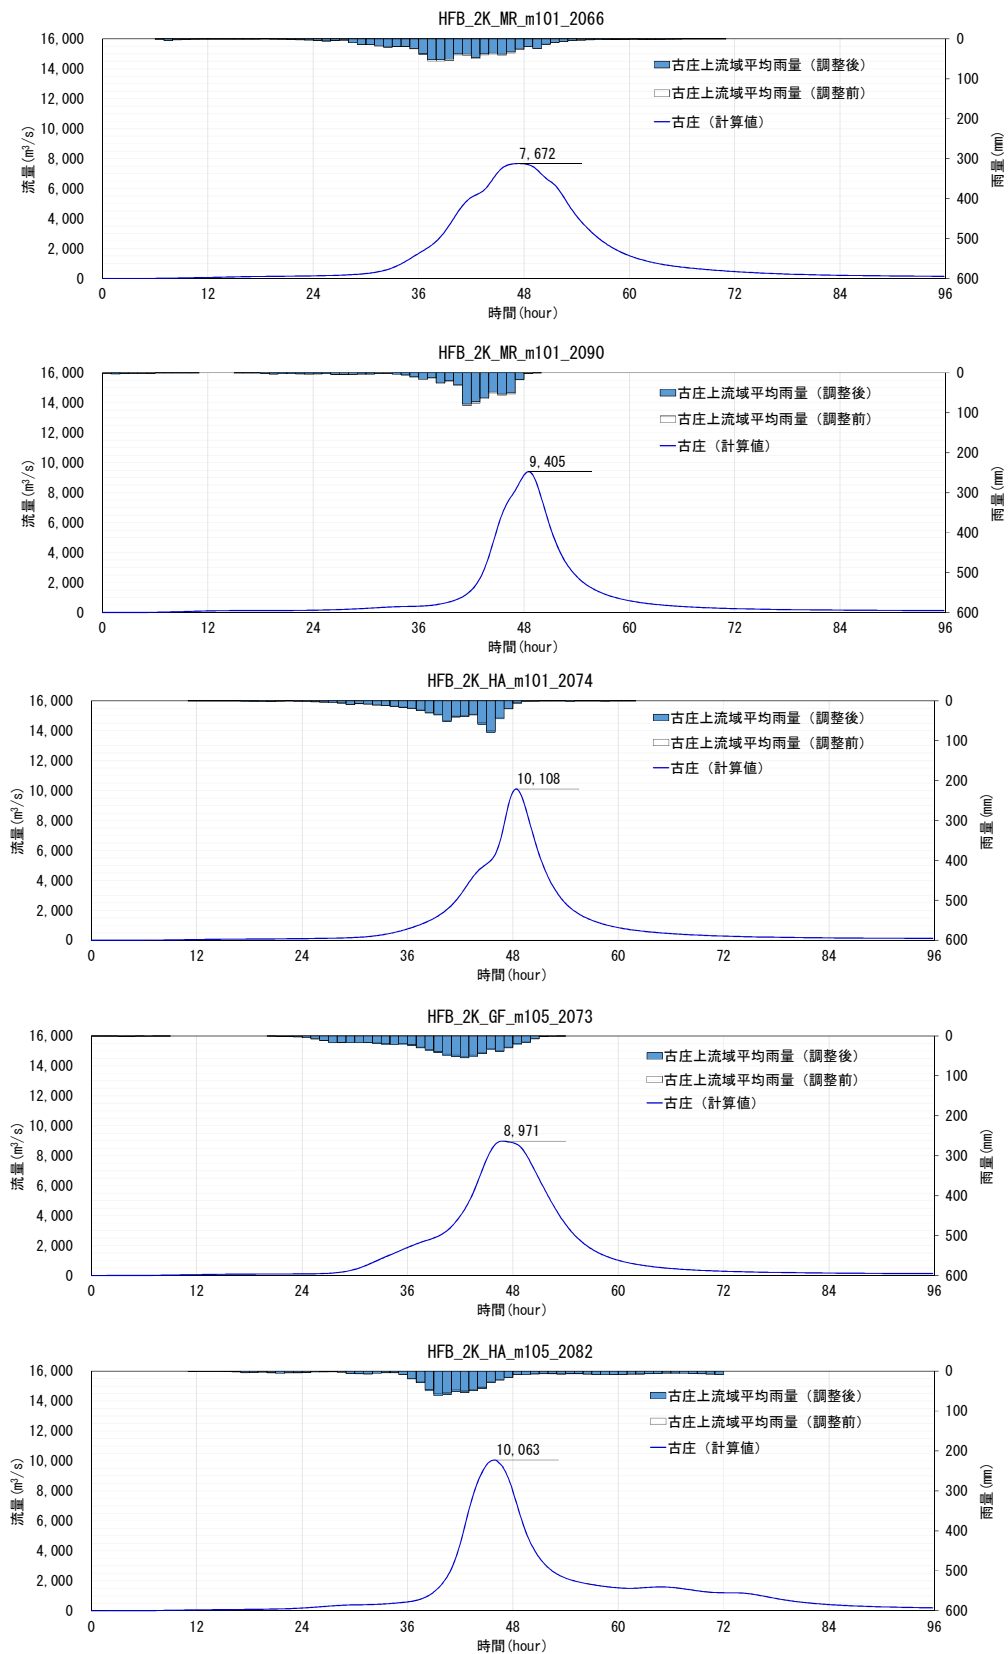 HFB_2K_MR_m101_2066
16,000
14,000
12,000
10,000
8,000
6,000
4,000
2,000
0
流量(m³/s)
0
100
200
300
400
500
600
雨量(mm)
古庄上流域平均雨量（調整後）
古庄上流域平均雨量（調整前）
古庄（計算値）
7,672
0 12 24 36 48 60 72 84 96
時間(hour)
HFB_2K_MR_m101_2090
16,000
14,000
12,000
10,000
8,000
6,000
4,000
2,000
0
流量(m³/s)
0
100
200
300
400
500
600
雨量(mm)
古庄上流域平均雨量（調整後）
古庄上流域平均雨量（調整前）
古庄（計算値）
9,405
0 12 24 36 48 60 72 84 96
時間(hour)
HFB_2K_HA_m101_2074
16,000
14,000
12,000
10,000
8,000
6,000
4,000
2,000
0
流量(m³/s)
0
100
200
300
400
500
600
雨量(mm)
古庄上流域平均雨量（調整後）
古庄上流域平均雨量（調整前）
古庄（計算値）
10,108
0 12 24 36 48 60 72 84 96
時間(hour)
HFB_2K_GF_m105_2073
16,000
14,000
12,000
10,000
8,000
6,000
4,000
2,000
0
流量(m³/s)
0
100
200
300
400
500
600
雨量(mm)
古庄上流域平均雨量（調整後）
古庄上流域平均雨量（調整前）
古庄（計算値）
8,971
0 12 24 36 48 60 72 84 96
時間(hour)
HFB_2K_HA_m105_2082
16,000
14,000
12,000
10,000
8,000
6,000
4,000
2,000
0
流量(m³/s)
0
100
200
300
400
500
600
雨量(mm)
古庄上流域平均雨量（調整後）
古庄上流域平均雨量（調整前）
古庄（計算値）
10,063
0 12 24 36 48 60 72 84 96
時間(hour)